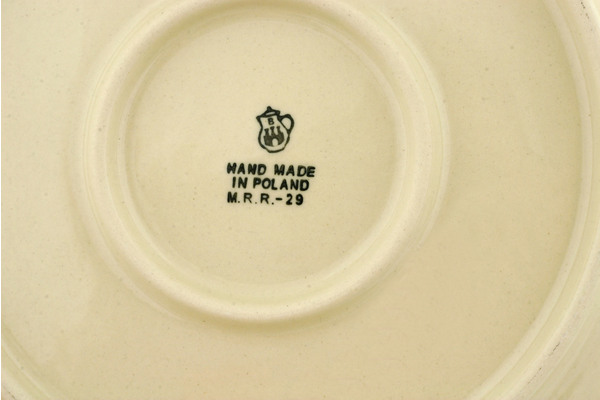 B
HAND MADE
IN POLAND
M.R.R.-29